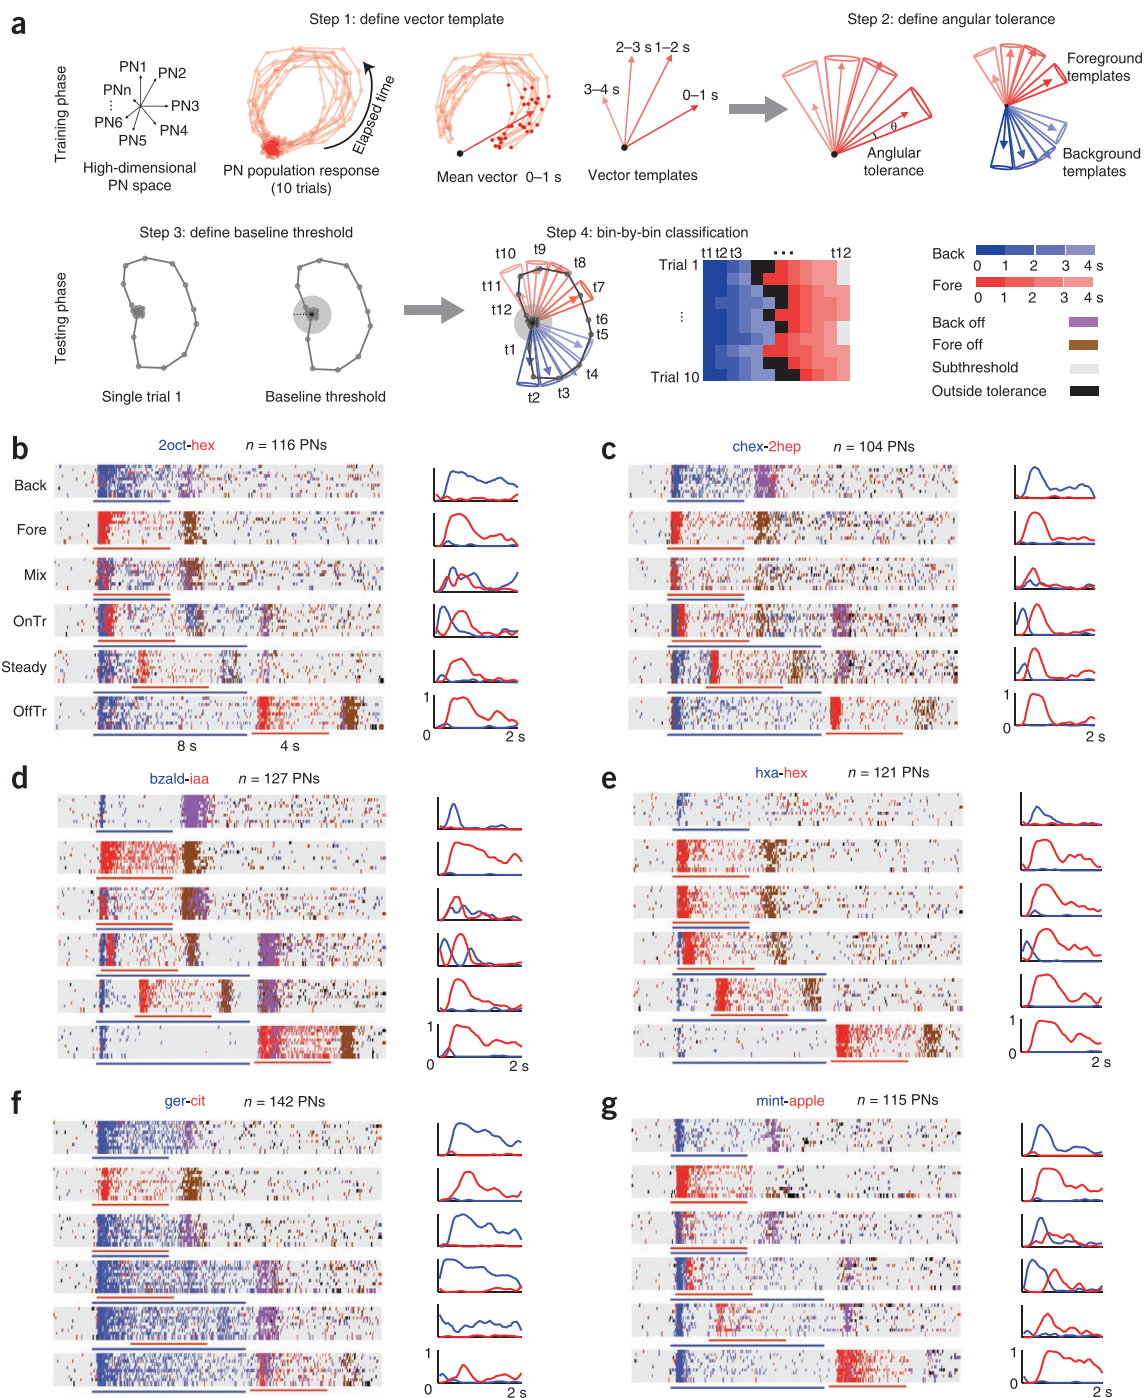 a
Step 1: define vector template
Step 2: define angular tolerance
Training phase
PN1
PN2
PNn
PN3
PN6
PN4
PN5
High-dimensional
PN space
Elapsed time
PN population response
(10 trials)
Mean vector 0–1 s
2–3 s
1–2 s
3–4 s
0–1 s
Vector templates
θ
Anglular
tolerance
Foreground
templates
Background
templates
Testing phase
Step 3: define baseline threshold
Step 4: bin-by-bin classification
Single trial 1
Baseline threshold
t10
t9
t8
t11
t7
t12
t6
t5
t1
t4
t3
t2
t1 t2 t3 ... t12
Trial 1
⋮
Trial 10
Back
0 1 2 3 4 s
Fore
0 1 2 3 4 s
Back off
Fore off
Subthreshold
Outside tolerance
b
2oct-hex n = 116 PNs
Back
Fore
Mix
OnTr
Steady
OffTr
8 s
4 s
1
0
2 s
c
chex-2hep n = 104 PNs
1
0
2 s
d
bzald-iaa n = 127 PNs
1
0
2 s
e
hxa-hex n = 121 PNs
1
0
2 s
f
ger-cit n = 142 PNs
1
0
2 s
g
mint-apple n = 115 PNs
1
0
2 s